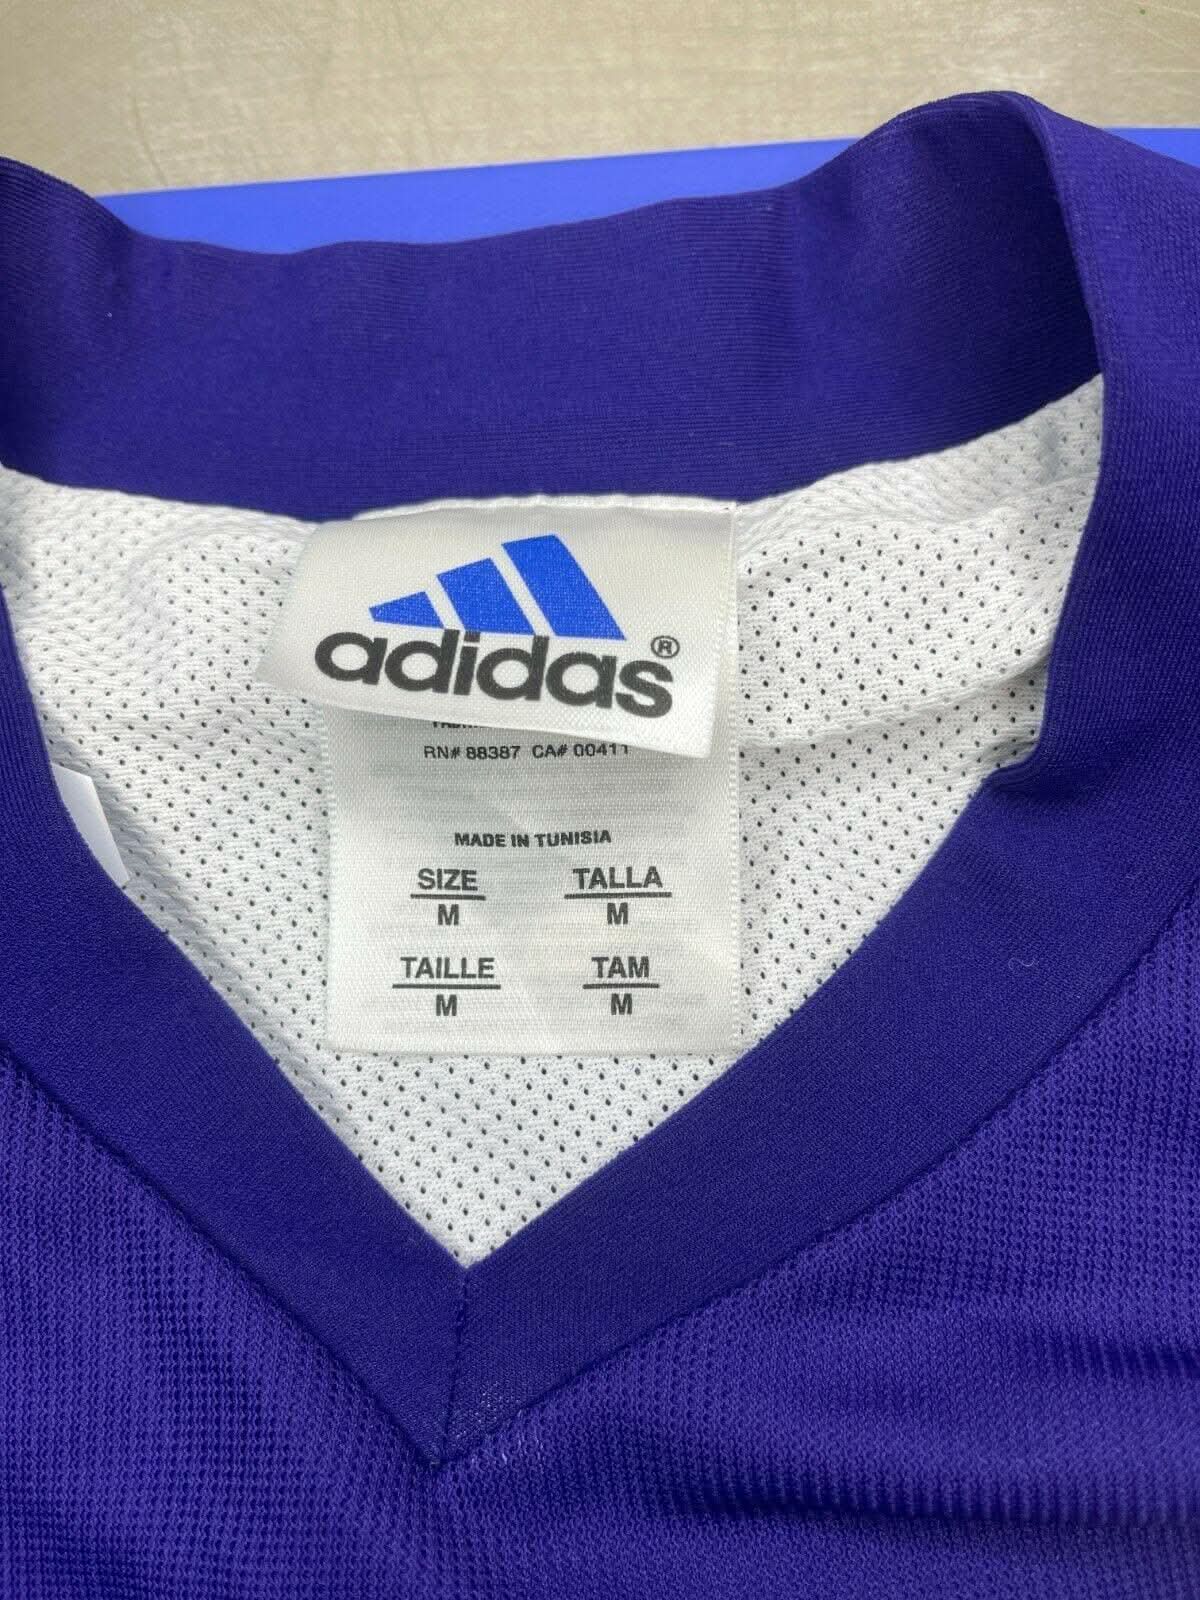 adidas®
RN# 88387 CA# 00411
MADE IN TUNISIA
SIZE TALLA
M M
TAILLE TAM
M M